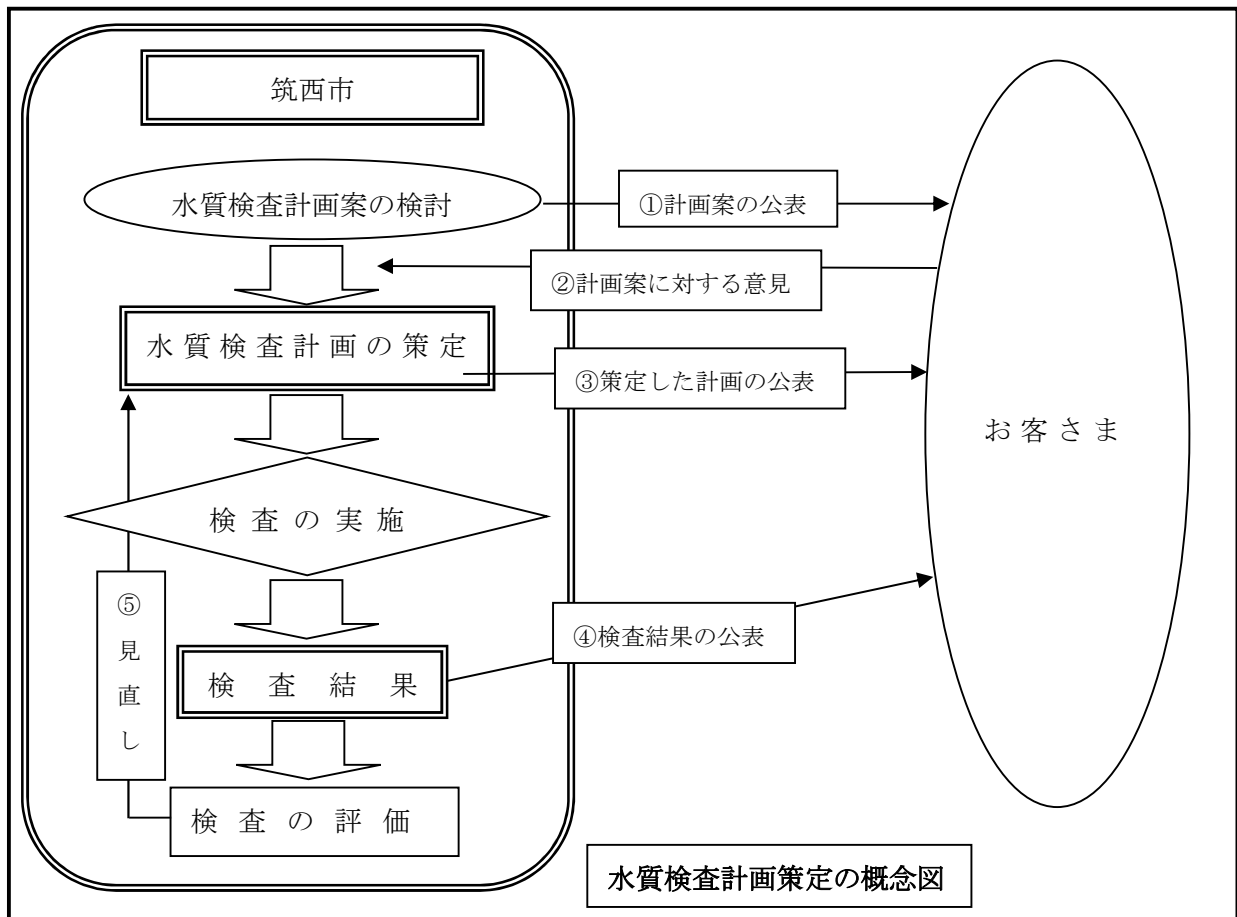 筑西市
水質検査計画案の検討
①計画案の公表
②計画案に対する意見
水質検査計画の策定
③策定した計画の公表
お客さま
検査の実施
④検査結果の公表
⑤見直し
検査結果
検査の評価
水質検査計画策定の概念図